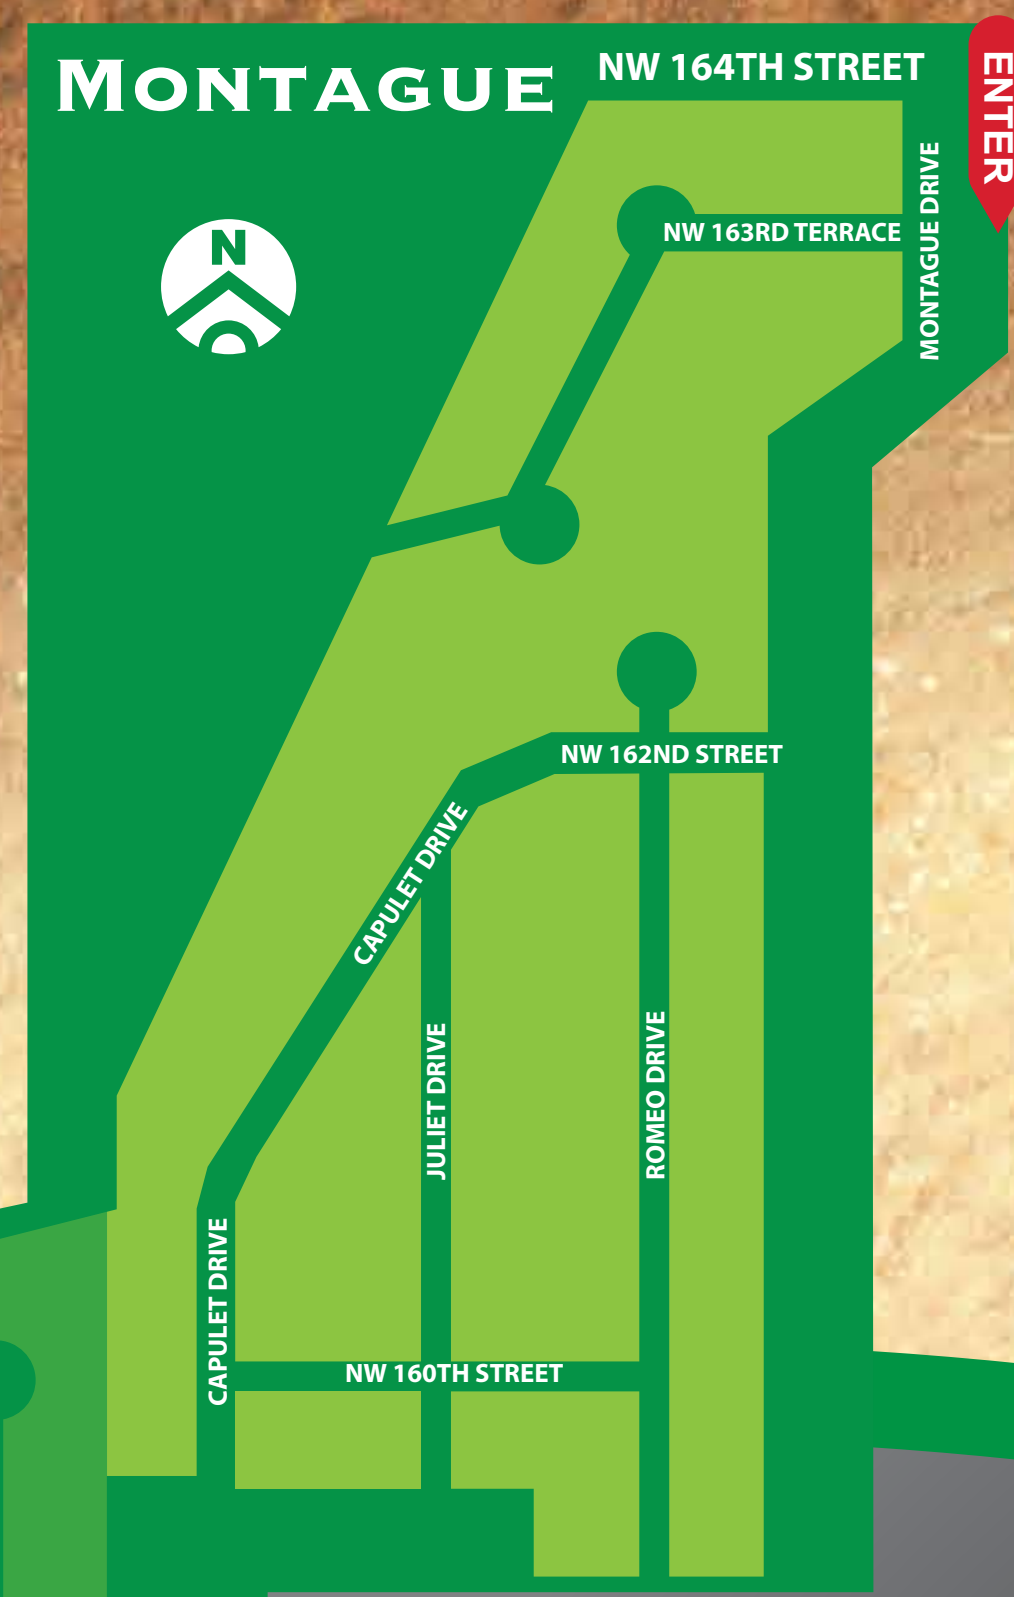 MONTAGUE
NW 164TH STREET
ENTER
N
MONTAGUE DRIVE
NW 163RD TERRACE
NW 162ND STREET
CAPULET DRIVE
JULIET DRIVE
ROMEO DRIVE
CAPULET DRIVE
NW 160TH STREET